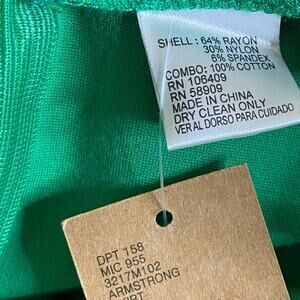 SHELL: 64% RAYON
30% NYLON
6% SPANDEX
COMBO: 100% COTTON
RN 106409
RN 58909
MADE IN CHINA
DRY CLEAN ONLY
VER AL DORSO PARA CUIDADO
DPT 158
MIC 955
3217M102
ARMSTRONG